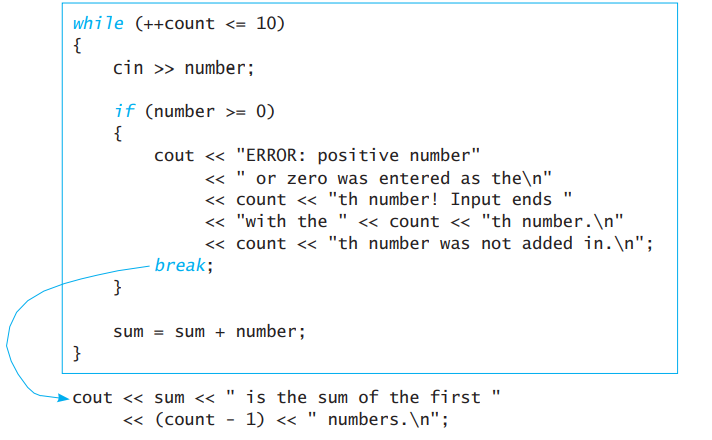 while (++count <= 10)
{
    cin >> number;

    if (number >= 0)
    {
        cout << "ERROR: positive number"
             << " or zero was entered as the\n"
             << count << "th number! Input ends "
             << "with the " << count << "th number.\n"
             << count << "th number was not added in.\n";
        break;
    }

    sum = sum + number;
}
cout << sum << " is the sum of the first "
     << (count - 1) << " numbers.\n";